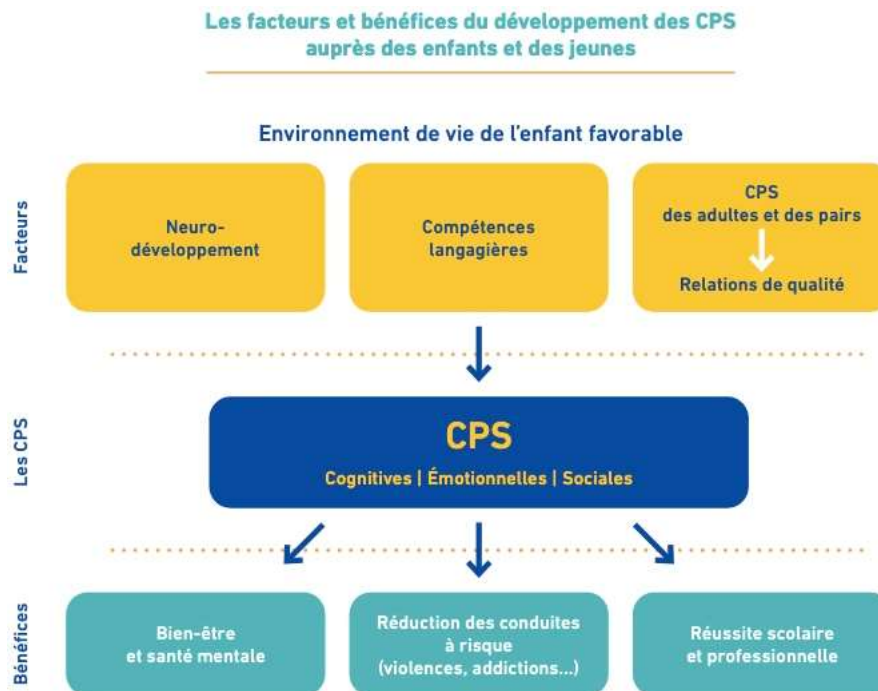 Les facteurs et bénéfices du développement des CPS
auprès des enfants et des jeunes
Environnement de vie de l'enfant favorable
Facteurs
Neuro-
développement
Compétences
langagières
CPS
des adultes et des pairs
Relations de qualité
Les CPS
CPS
Cognitives | Émotionnelles | Sociales
Bénéfices
Bien-être
et santé mentale
Réduction des conduites
à risque
(violences, addictions...)
Réussite scolaire
et professionnelle